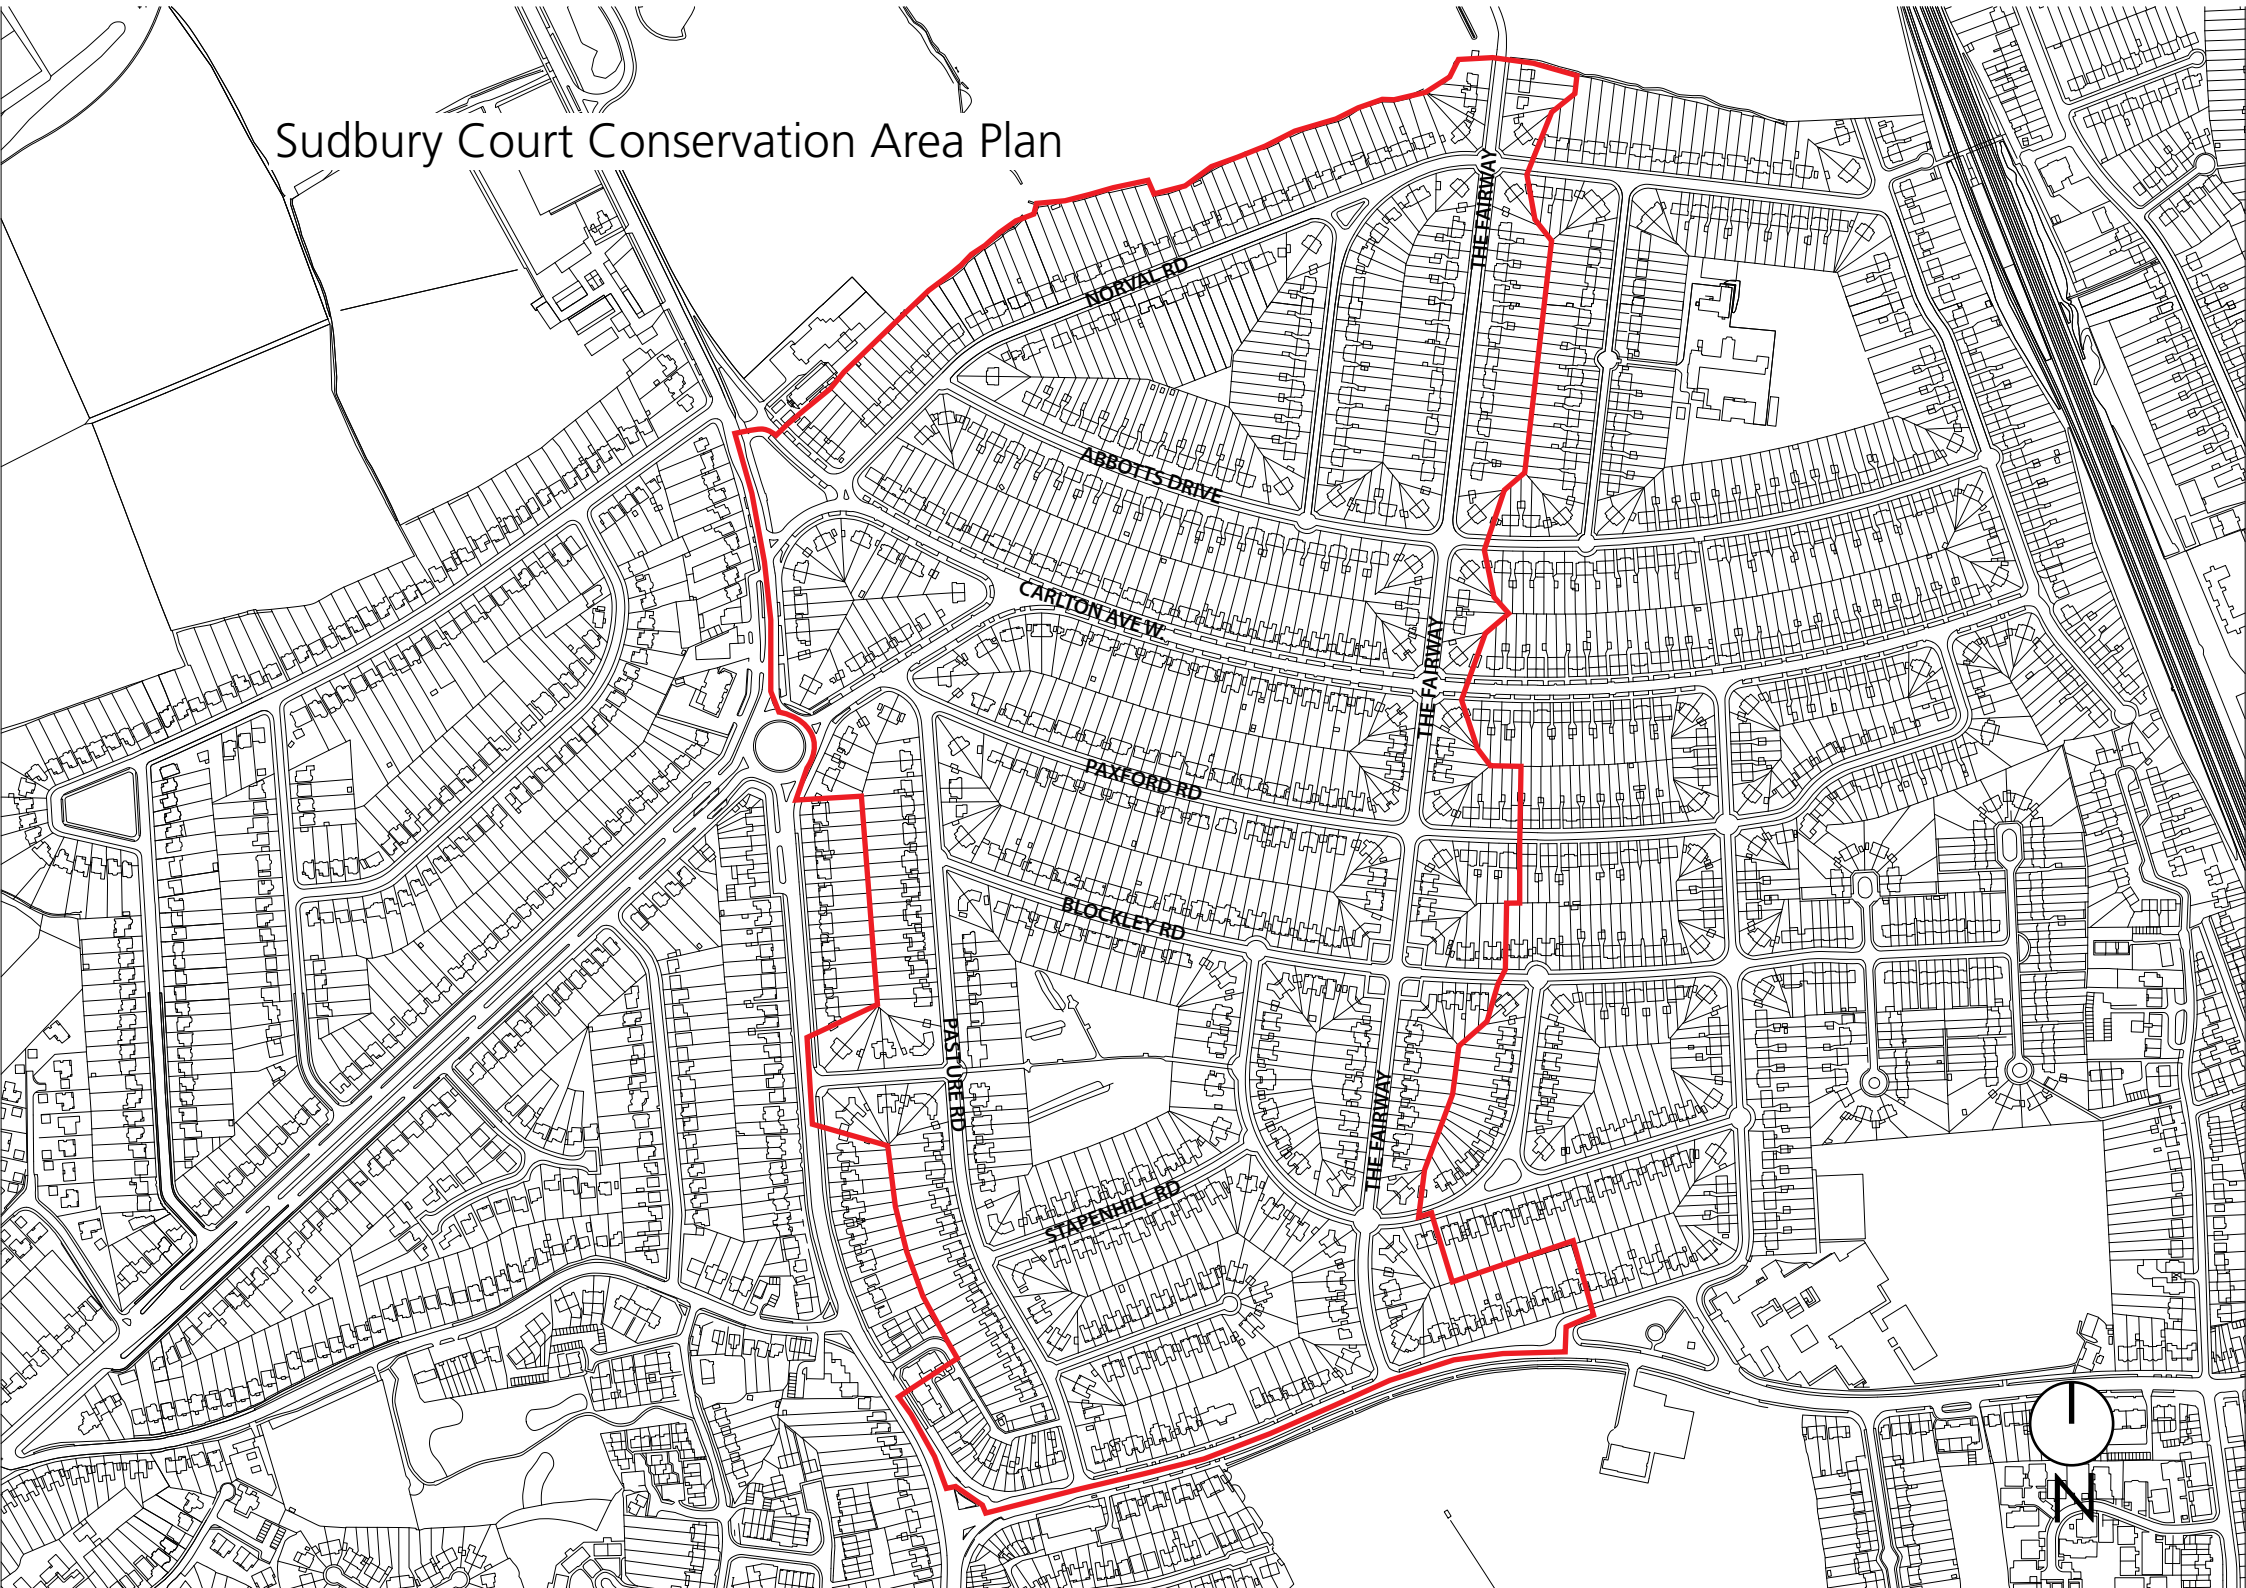 Sudbury Court Conservation Area Plan
THE FAIRWAY
NORVAL RD
ABBOTTS DRIVE
CARLTON AVE W.
THE FAIRWAY
PAXFORD RD
BLOCKLEY RD
PASTURE RD
THE FAIRWAY
STAPENHILL RD
N